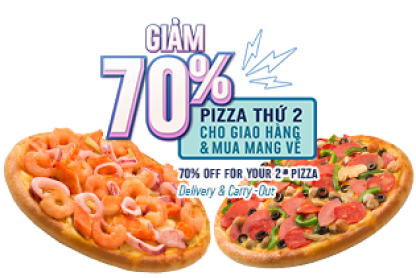 GIẢM
70%
PIZZA THỨ 2
CHO GIAO HÀNG
& MUA MANG VỀ
70% OFF FOR YOUR 2ⁿᵈ PIZZA
Delivery & Carry-Out